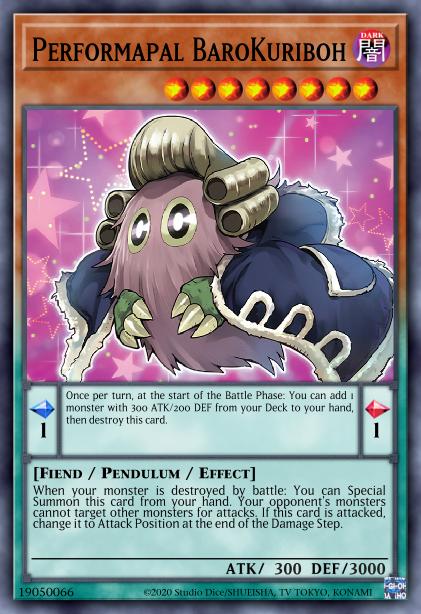 PERFORMAPAL BAROKURIBOH
DARK
闇
Once per turn, at the start of the Battle Phase: You can add 1
monster with 300 ATK/200 DEF from your Deck to your hand,
then destroy this card.
1
1
[FIEND / PENDULUM / EFFECT]
When your monster is destroyed by battle: You can Special
Summon this card from your hand. Your opponent's monsters
cannot target other monsters for attacks. If this card is attacked,
change it to Attack Position at the end of the Damage Step.
ATK/ 300 DEF/3000
19050066
©2020 Studio Dice/SHUEISHA, TV TOKYO, KONAMI